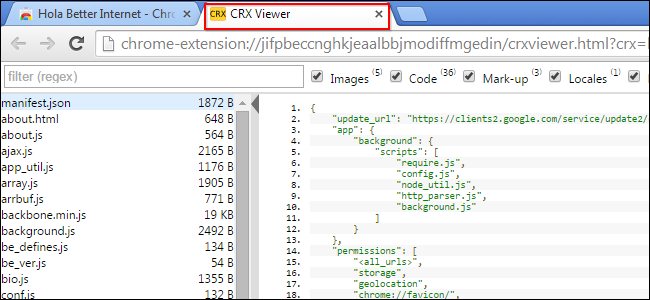 Hola Better Internet - Chro
CRX CRX Viewer ×
chrome-extension://jifpbeccnghkjeaalbbjmodiffmgedin/crxviewer.html?crx=
filter (regex)
Images (5) Code (36) Mark-up (3) Locales (1)
manifest.json 1872 B
about.html 648 B
about.js 564 B
ajax.js 2165 B
app_util.js 1176 B
array.js 1905 B
arrbuf.js 771 B
backbone.min.js 19 KB
background.js 2492 B
be_defines.js 134 B
be_ver.js 54 B
bio.js 1355 B
conf.js 132 B
1. {
2. "update_url": "https://clients2.google.com/service/update2/
3. "app": {
4. "background": {
5. "scripts": [
6. "require.js",
7. "config.js",
8. "node_util.js",
9. "http_parser.js",
10. "background.js"
11. ]
12. }
13. },
14. "permissions": [
15. "<all_urls>",
16. "storage",
17. "geolocation",
18. "chrome://favicon/",